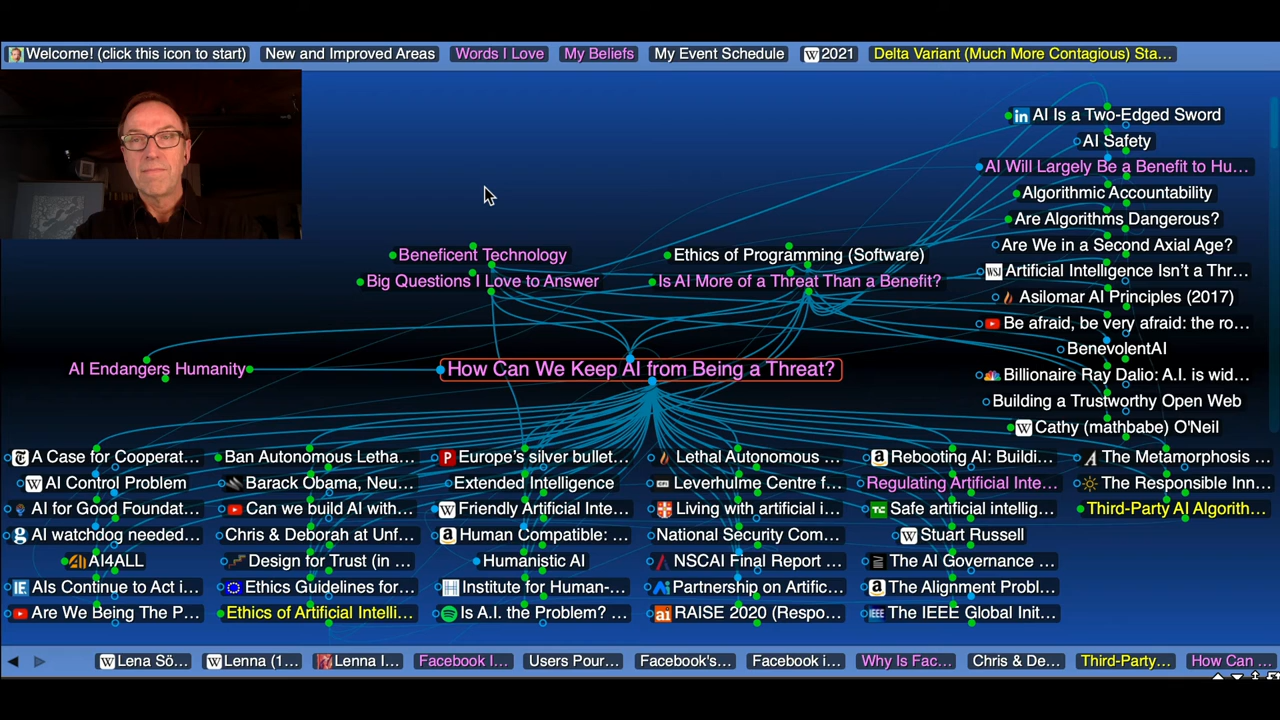 Welcome! (click this icon to start) New and Improved Areas Words I Love My Beliefs My Event Schedule W 2021 Delta Variant (Much More Contagious) Sta...
in AI Is a Two-Edged Sword
AI Safety
AI Will Largely Be a Benefit to Hu...
Algorithmic Accountability
Are Algorithms Dangerous?
Are We in a Second Axial Age?
WSJ Artificial Intelligence Isn't a Thr...
Asilomar AI Principles (2017)
Be afraid, be very afraid: the ro...
BenevolentAI
Billionaire Ray Dalio: A.I. is wid...
Building a Trustworthy Open Web
W Cathy (mathbabe) O'Neil
Beneficent Technology Ethics of Programming (Software)
Big Questions I Love to Answer Is AI More of a Threat Than a Benefit?
AI Endangers Humanity How Can We Keep AI from Being a Threat?
T A Case for Cooperat...
W AI Control Problem
AI for Good Foundat...
g AI watchdog needed...
AI4ALL
IE AIs Continue to Act i...
Are We Being The P...
Ban Autonomous Letha...
Barack Obama, Neu...
Can we build AI with...
Chris & Deborah at Unf...
Design for Trust (in ...
Ethics Guidelines for...
Ethics of Artificial Intelli...
P Europe's silver bullet...
Extended Intelligence
W Friendly Artificial Inte...
a Human Compatible: ...
Humanistic AI
Institute for Human-...
Is A.I. the Problem? ...
Lethal Autonomous ...
CFI Leverhulme Centre f...
Living with artificial i...
National Security Com...
NSCAI Final Report ...
Partnership on Artific...
ai RAISE 2020 (Respo...
a Rebooting AI: Buildi...
Regulating Artificial Inte...
TC Safe artificial intellig...
W Stuart Russell
The AI Governance ...
a The Alignment Probl...
IEEE The IEEE Global Init...
A The Metamorphosis ...
The Responsible Inn...
Third-Party AI Algorith...
W Lena Sö... W Lenna (1... Lenna I... Facebook I... Users Pour... Facebook's... Facebook i... Why Is Fac... Chris & De... Third-Party... How Can ...